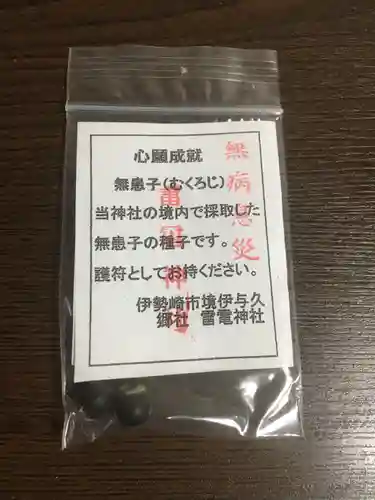 心願成就
無患子(むくろじ)
当神社の境内で採取した
無患子の種子です。
護符としてお持ください。
伊勢崎市境伊与久
郷社 雷電神社
無病息災